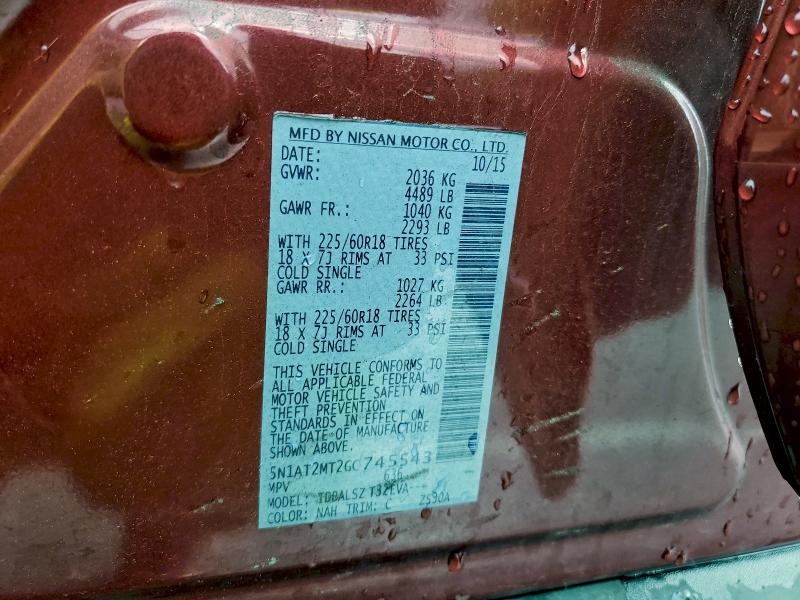 MFD BY NISSAN MOTOR CO., LTD.
DATE: 10/15
GVWR: 2036 KG
4489 LB
GAWR FR.: 1040 KG
2293 LB
WITH 225/60R18 TIRES
18 X 7J RIMS AT 33 PSI
COLD SINGLE
GAWR RR.: 1027 KG
2264 LB
WITH 225/60R18 TIRES
18 X 7J RIMS AT 33 PSI
COLD SINGLE
THIS VEHICLE CONFORMS TO
ALL APPLICABLE FEDERAL
MOTOR VEHICLE SAFETY AND
THEFT PREVENTION
STANDARDS IN EFFECT ON
THE DATE OF MANUFACTURE
SHOWN ABOVE.
5N1AT2MT2GC745543
MPV 636
MODEL: TDBALSZ T32EVA---
COLOR: NAH TRIM: C